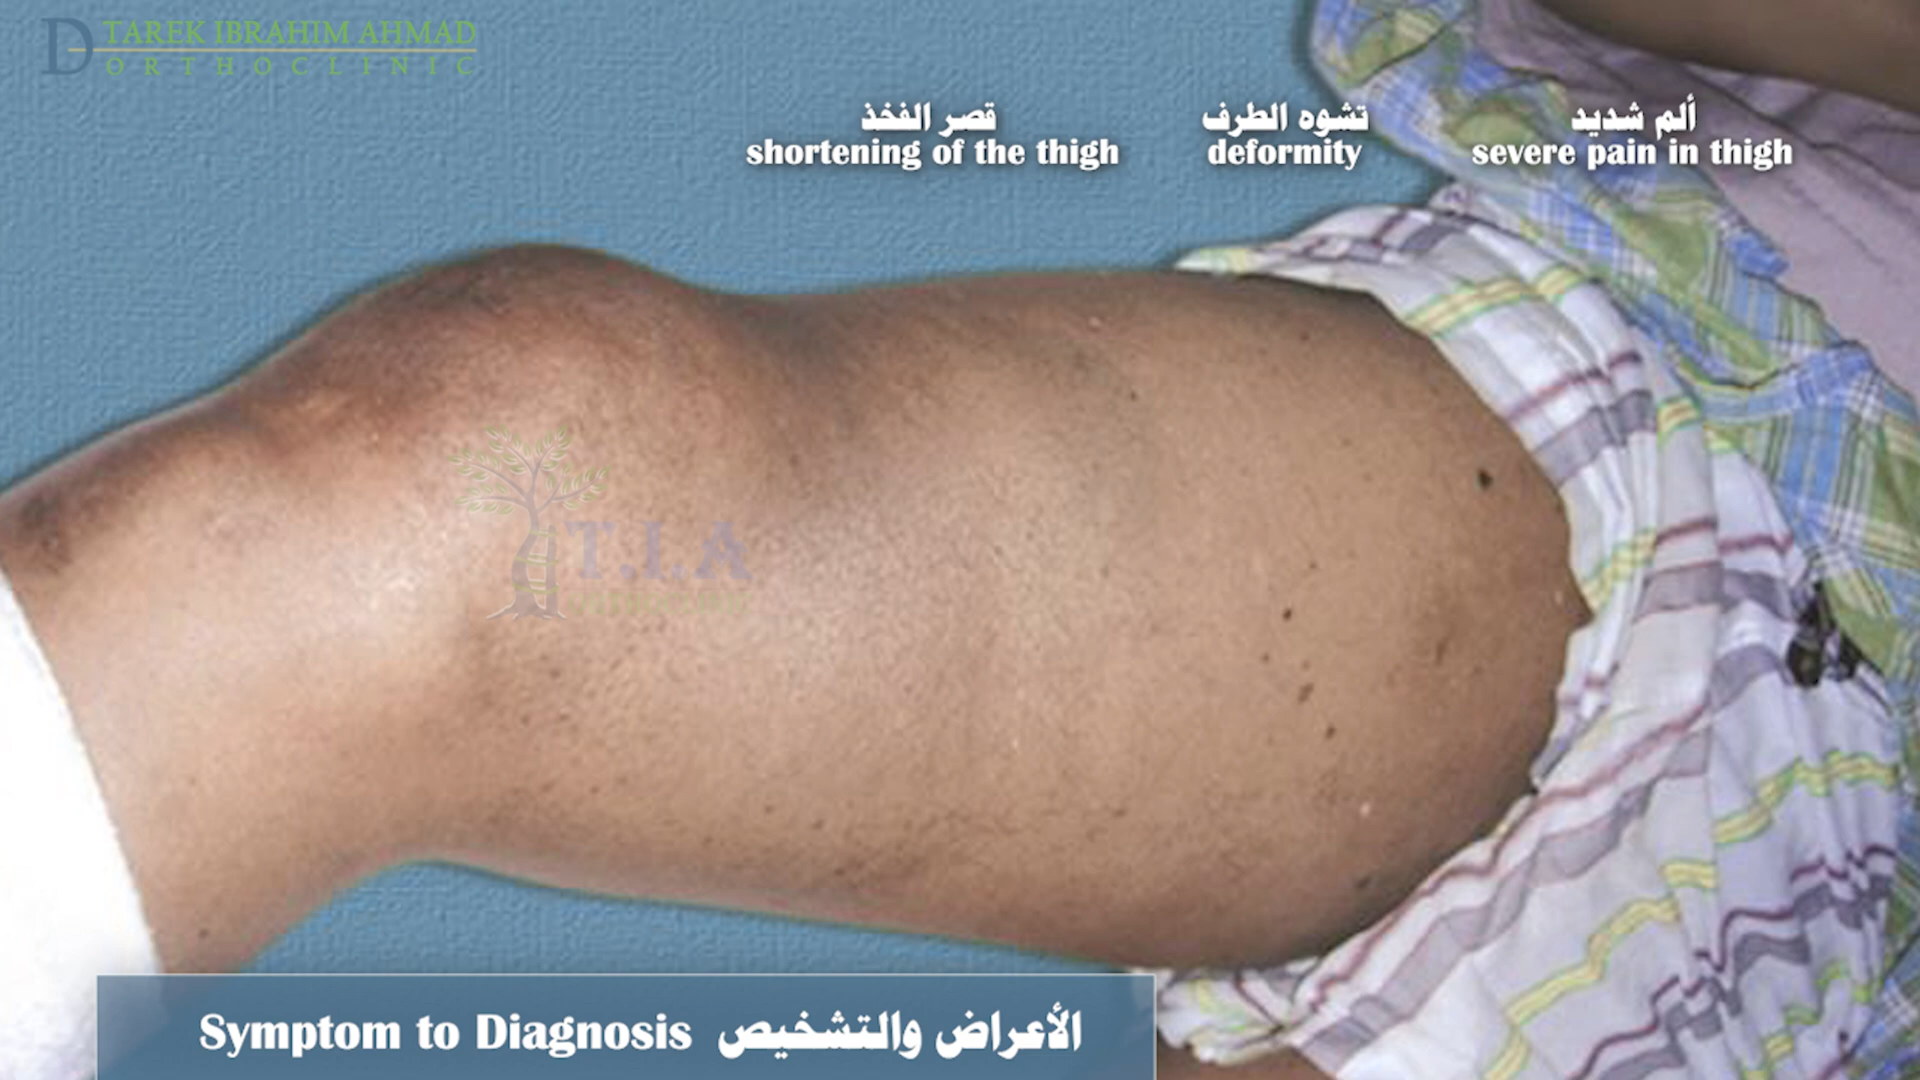 TAREK IBRAHIM AHMAD
ORTHOCLINIC
قصر الفخذ
shortening of the thigh
تشوه الطرف
deformity
ألم شديد
severe pain in thigh
T.I.A
Symptom to Diagnosis الأعراض والتشخيص